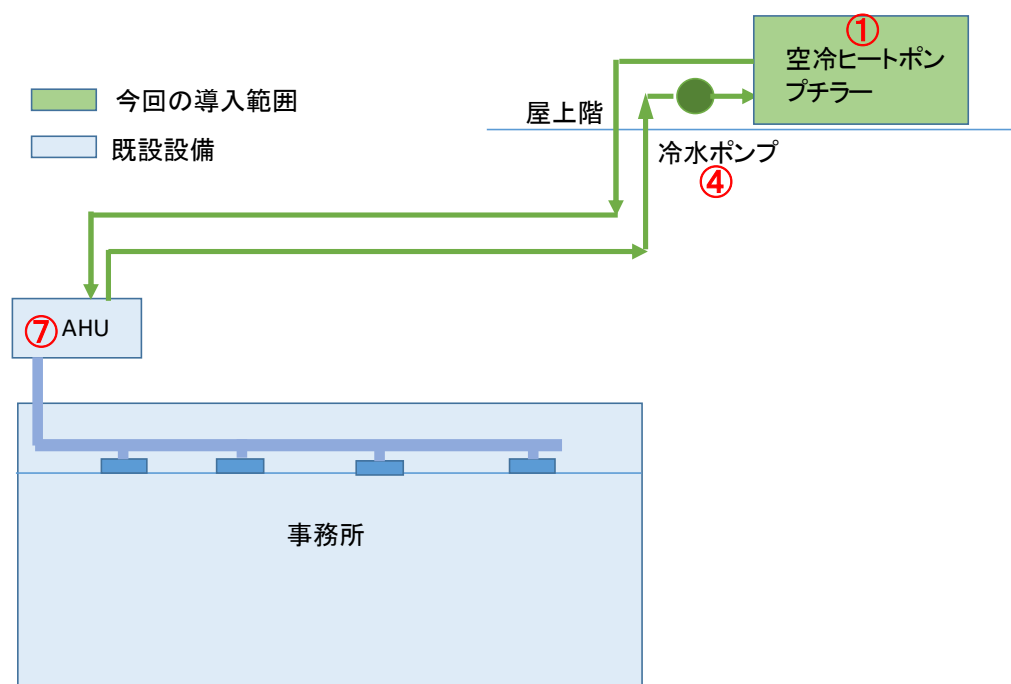 ①
空冷ヒートポン
プチラー
今回の導入範囲
屋上階
既設設備
冷水ポンプ
④
⑦ AHU
事務所